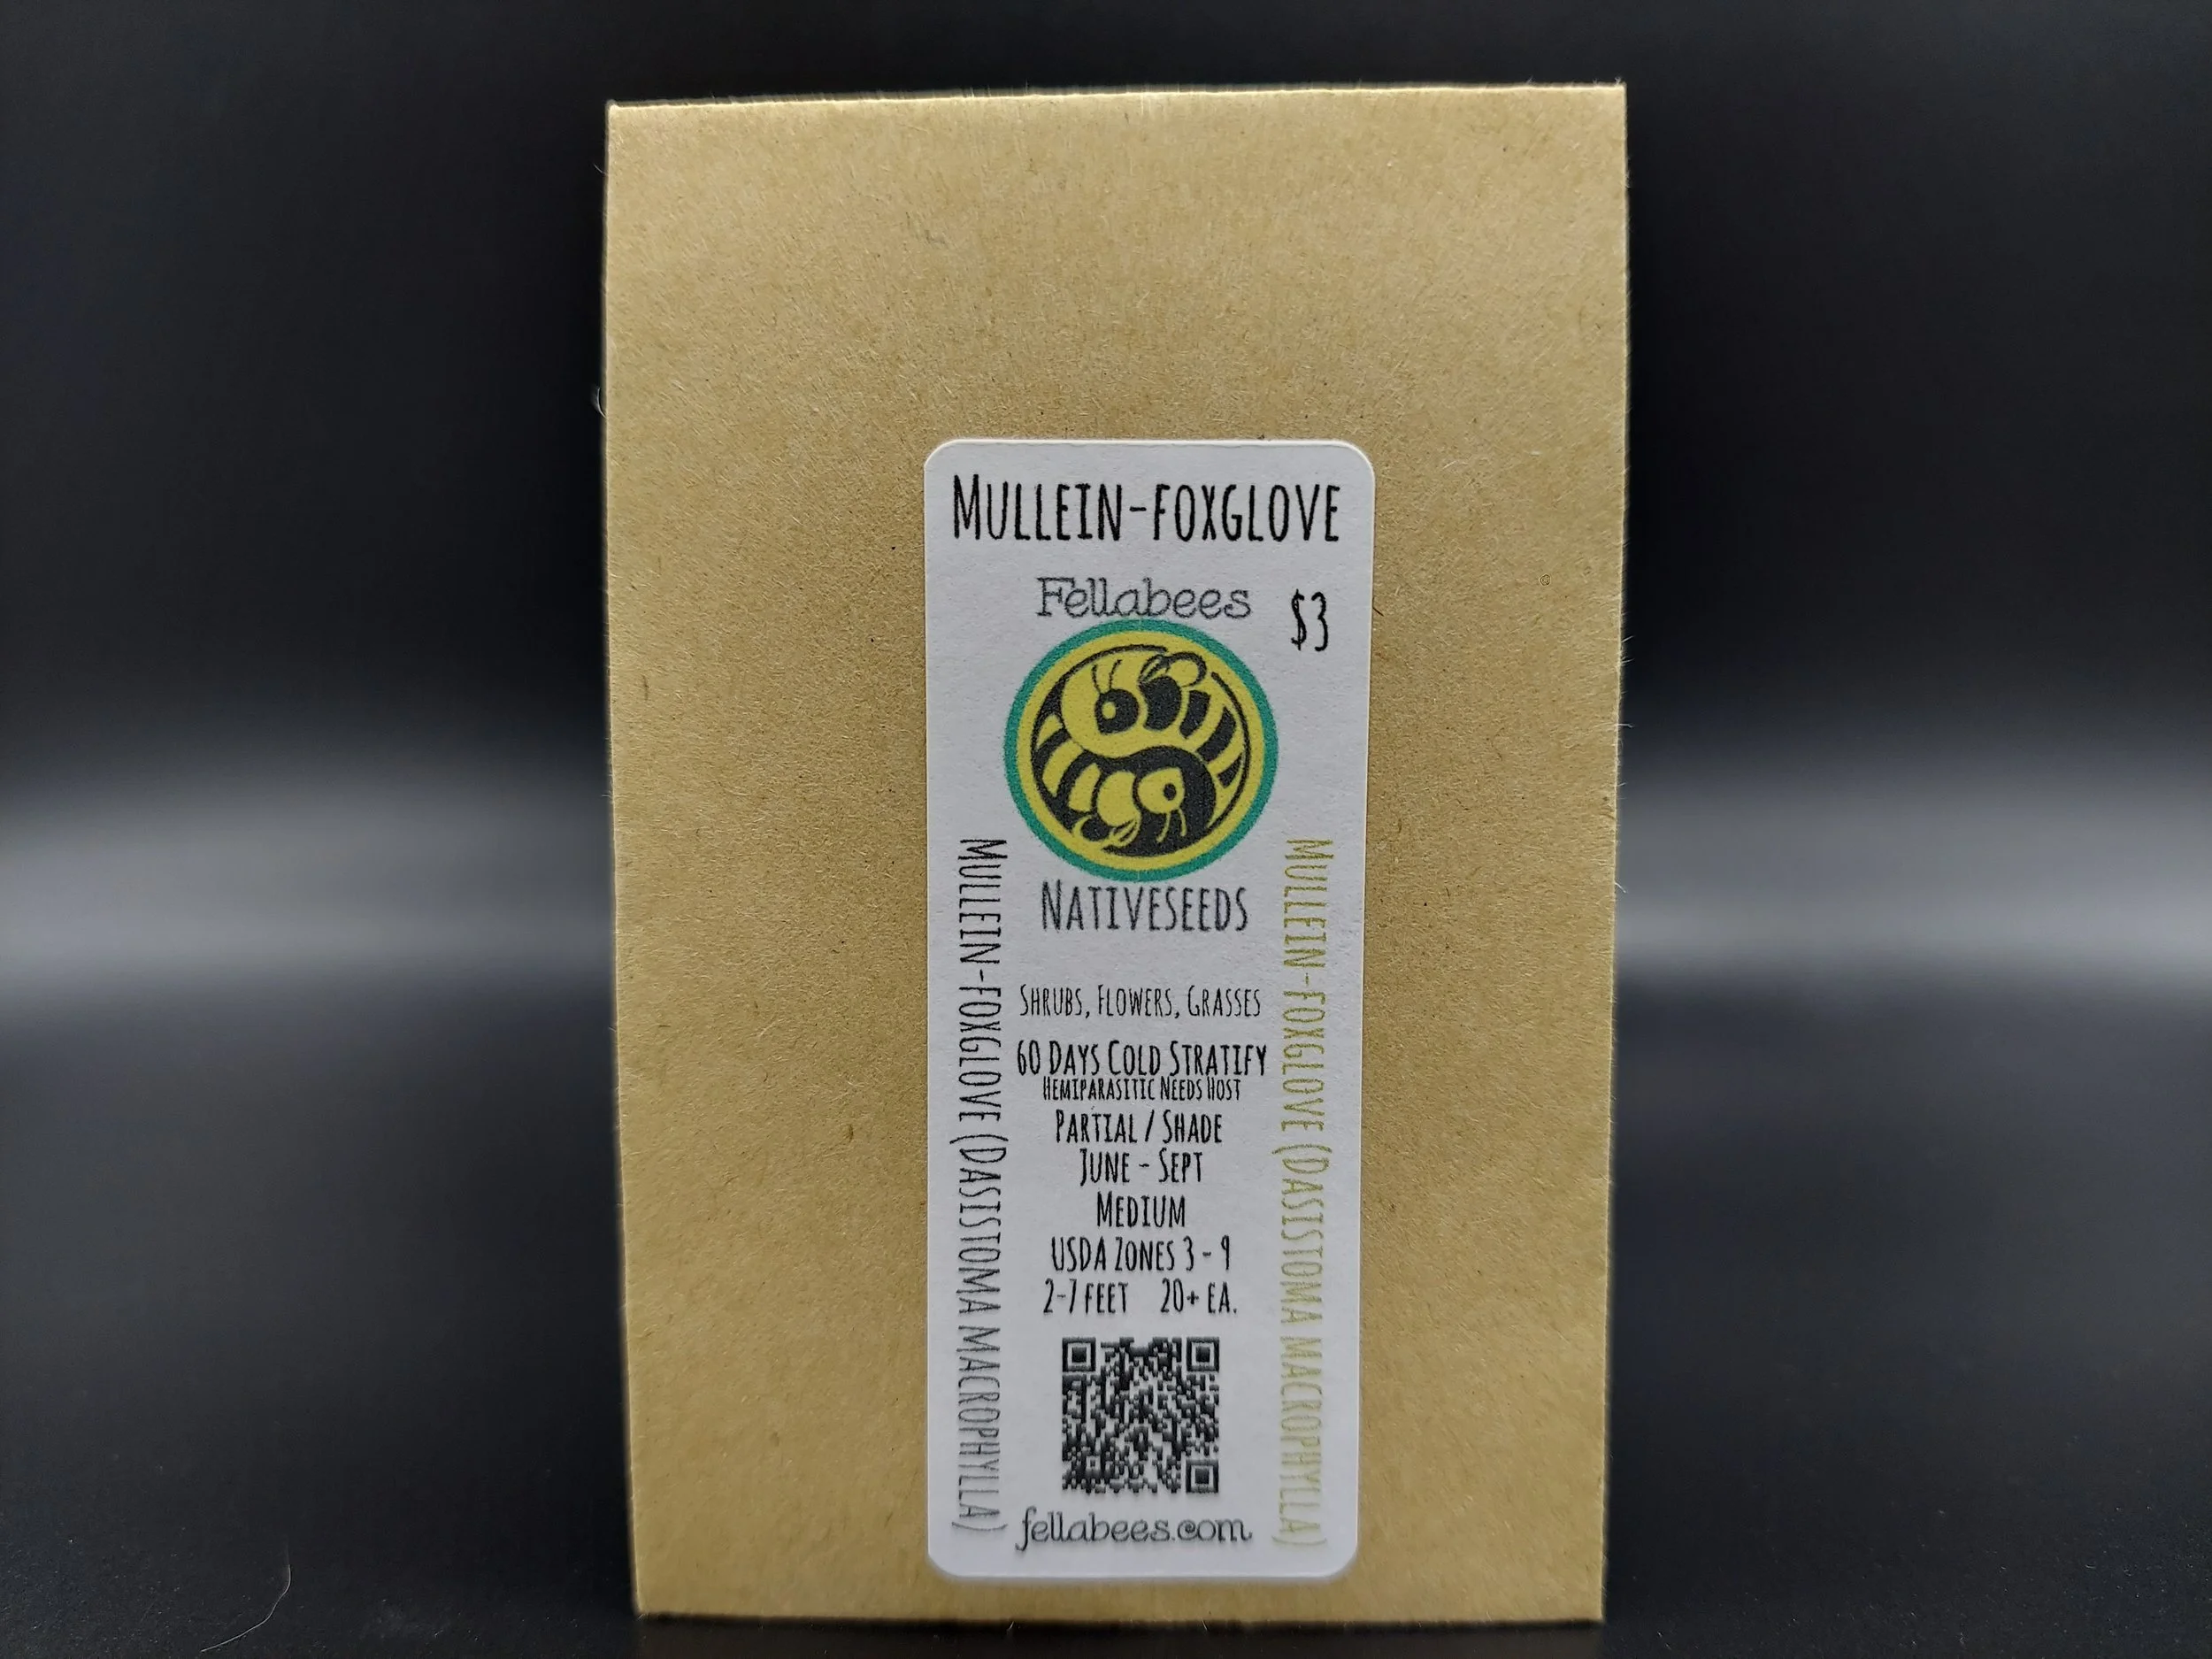 Mullein-foxglove
Fellabees
$3
Nativeseeds
Shrubs, Flowers, Grasses
60 Days Cold Stratify
Hemiparasitic Needs Host
Partial / Shade
June - Sept
Medium
USDA Zones 3 - 9
2-7 feet 20+ ea.
fellabees.com
Mullein-foxglove (Dasistoma macrophylla)
Mullein-foxglove (Dasistoma macrophylla)